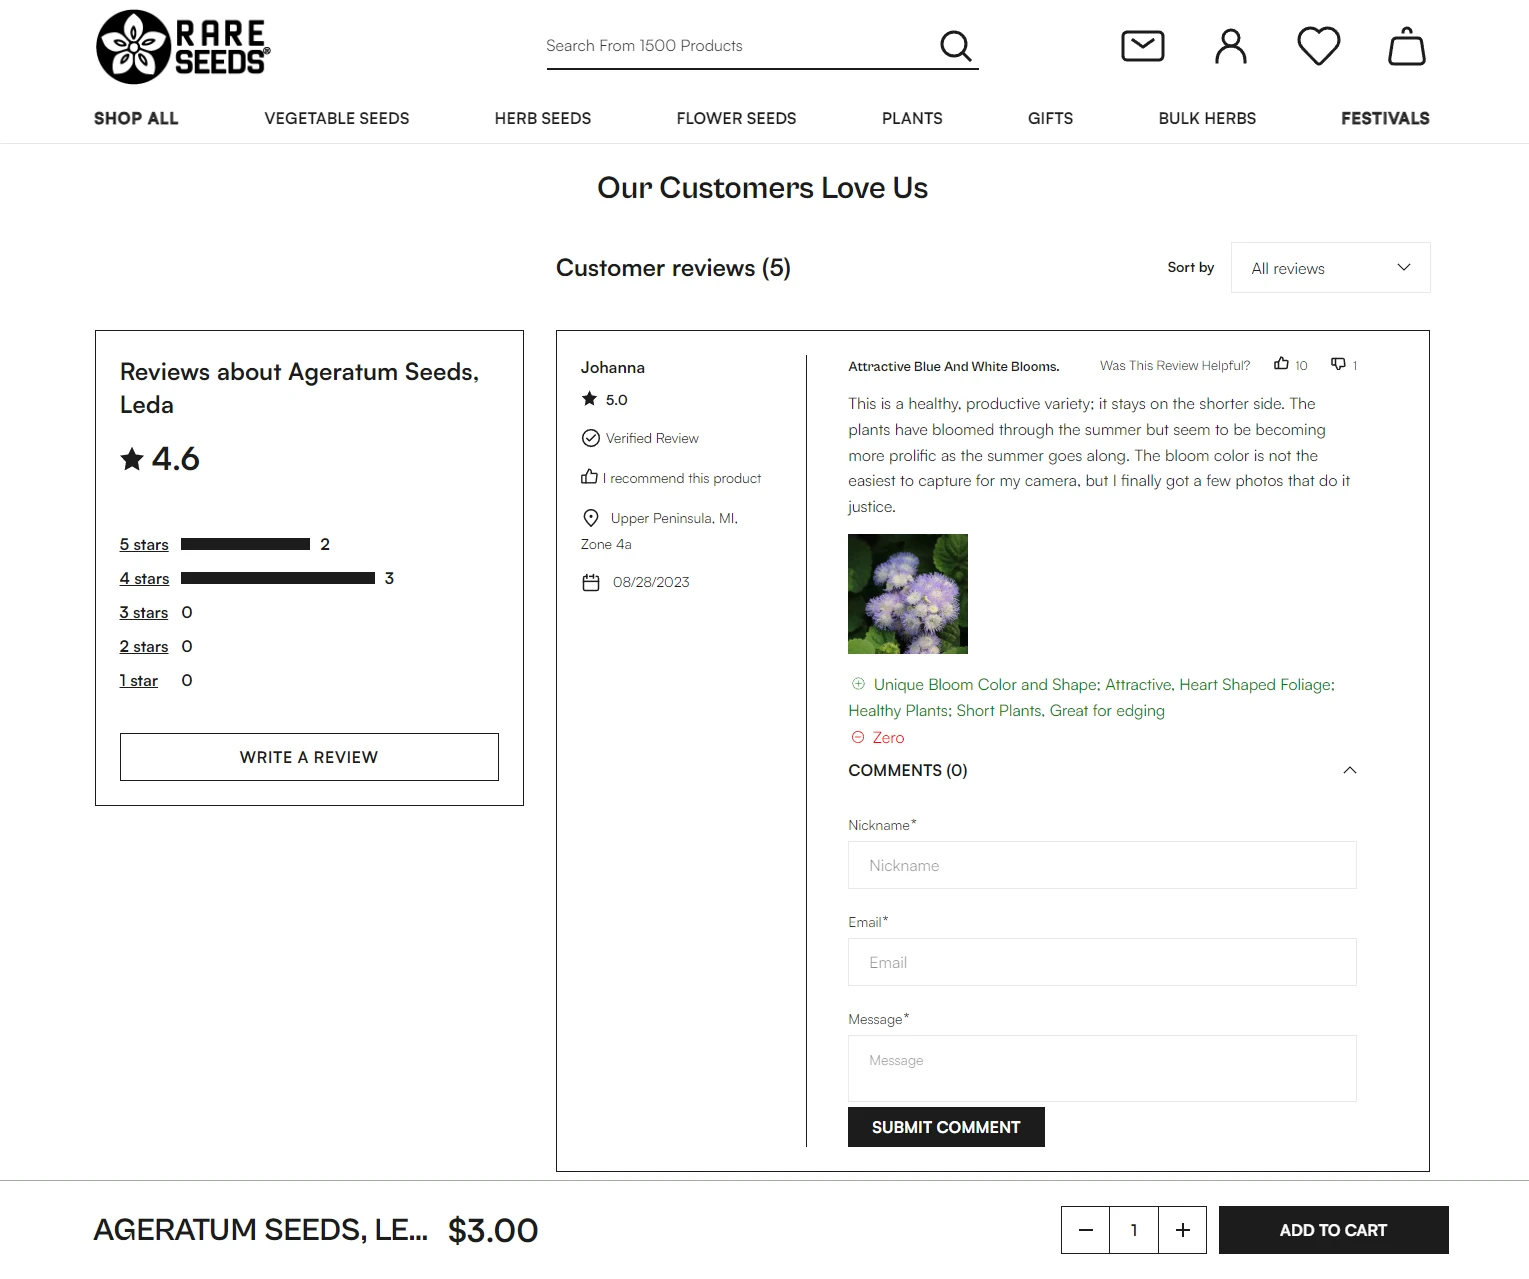 RARE
SEEDS®
Search From 1500 Products
SHOP ALL
VEGETABLE SEEDS
HERB SEEDS
FLOWER SEEDS
PLANTS
GIFTS
BULK HERBS
FESTIVALS
Our Customers Love Us
Customer reviews (5)
Sort by
All reviews
Reviews about Ageratum Seeds,
Leda
4.6
5 stars 2
4 stars 3
3 stars 0
2 stars 0
1 star 0
WRITE A REVIEW
Johanna
5.0
Verified Review
I recommend this product
Upper Peninsula, MI,
Zone 4a
08/28/2023
Attractive Blue And White Blooms.
Was This Review Helpful? 10 1
This is a healthy, productive variety; it stays on the shorter side. The
plants have bloomed through the summer but seem to be becoming
more prolific as the summer goes along. The bloom color is not the
easiest to capture for my camera, but I finally got a few photos that do it
justice.
Unique Bloom Color and Shape; Attractive, Heart Shaped Foliage;
Healthy Plants; Short Plants, Great for edging
Zero
COMMENTS (0)
Nickname*
Nickname
Email*
Email
Message*
Message
SUBMIT COMMENT
AGERATUM SEEDS, LE... $3.00
1
ADD TO CART